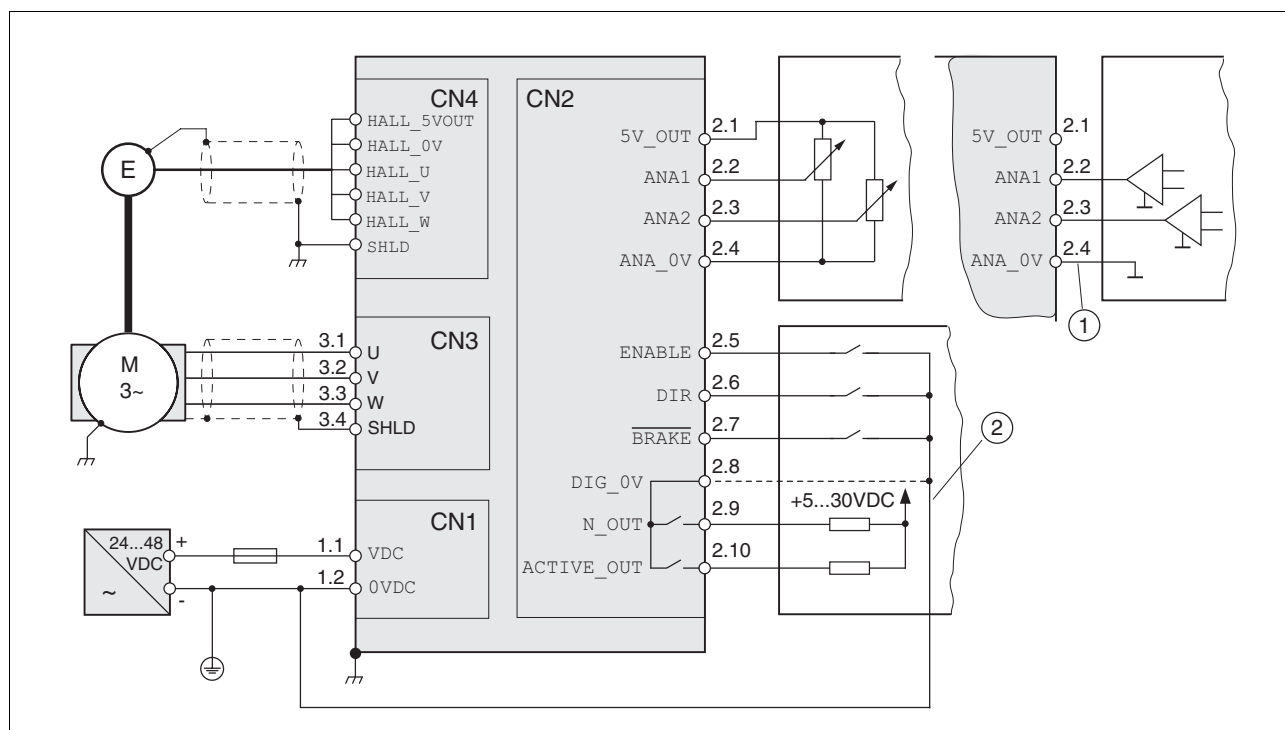 CN4
HALL_5VOUT
HALL_0V
HALL_U
HALL_V
HALL_W
SHLD
E
M
3~
3.1
3.2
3.3
3.4
CN3
U
V
W
SHLD
24...48
VDC
~
+
-
1.1
1.2
CN1
VDC
0VDC
CN2
5V_OUT 2.1
ANA1 2.2
ANA2 2.3
ANA_0V 2.4
ENABLE 2.5
DIR 2.6
BRAKE 2.7
DIG_0V 2.8
N_OUT 2.9
ACTIVE_OUT 2.10
+5...30VDC
2
5V_OUT 2.1
ANA1 2.2
ANA2 2.3
ANA_0V 2.4
1